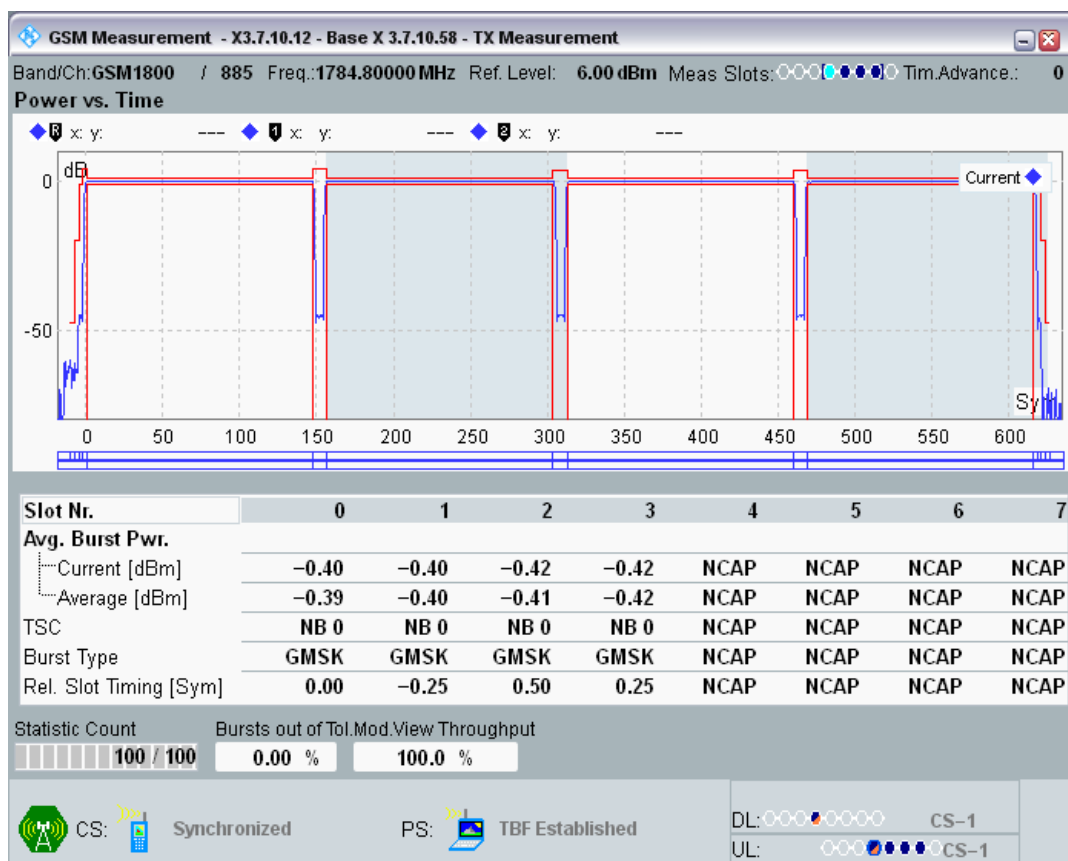 GSM Measurement - X3.7.10.12 - Base X 3.7.10.58 - TX Measurement
Band/Ch:GSM1800 / 885 Freq.:1784.80000 MHz Ref. Level: 6.00 dBm Meas Slots: Tim.Advance.: 0
Power vs. Time
R x: y: --- 1 x: y: --- 2 x: y: ---
dB
Current
0
-50
Sy
0 50 100 150 200 250 300 350 400 450 500 550 600
Slot Nr. 0 1 2 3 4 5 6 7
Avg. Burst Pwr.
Current [dBm] −0.40 −0.40 −0.42 −0.42 NCAP NCAP NCAP NCAP
Average [dBm] −0.39 −0.40 −0.41 −0.42 NCAP NCAP NCAP NCAP
TSC NB 0 NB 0 NB 0 NB 0 NCAP NCAP NCAP NCAP
Burst Type GMSK GMSK GMSK GMSK NCAP NCAP NCAP NCAP
Rel. Slot Timing [Sym] 0.00 −0.25 0.50 0.25 NCAP NCAP NCAP NCAP
Statistic Count Bursts out of Tol.Mod.View Throughput
100 / 100 0.00 % 100.0 %
CS: Synchronized PS: TBF Established
DL: CS−1
UL: CS−1